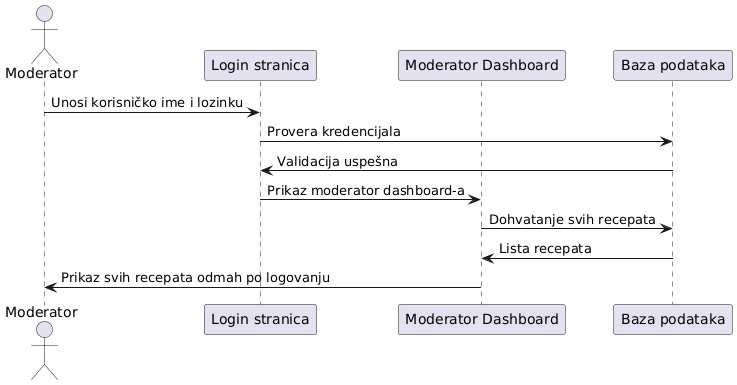 Moderator
Login stranica
Moderator Dashboard
Baza podataka
Unosi korisničko ime i lozinku
Provera kredencijala
Validacija uspešna
Prikaz moderator dashboard-a
Dohvatanje svih recepata
Lista recepata
Prikaz svih recepata odmah po logovanju
Moderator
Login stranica
Moderator Dashboard
Baza podataka